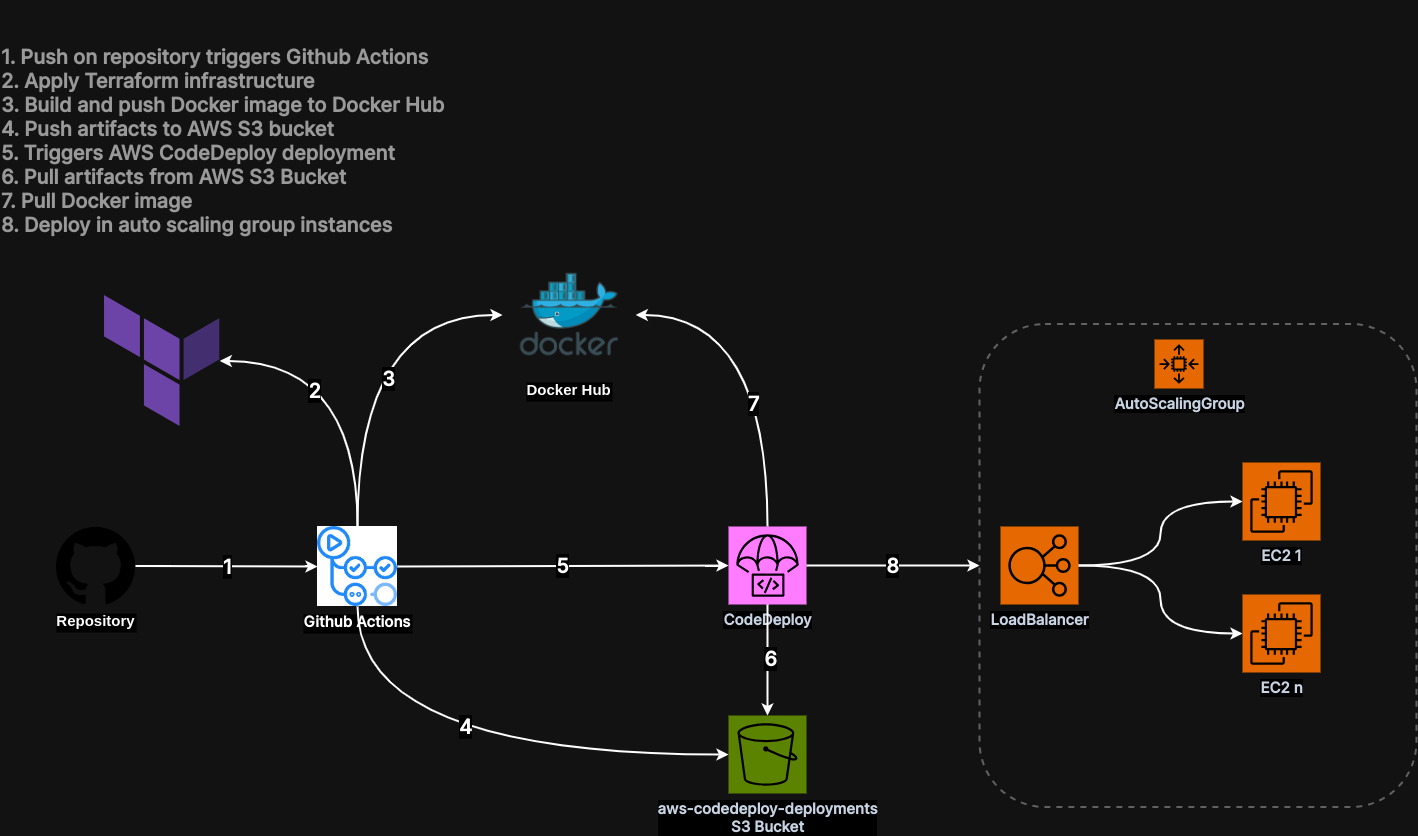 1. Push on repository triggers Github Actions
2. Apply Terraform infrastructure
3. Build and push Docker image to Docker Hub
4. Push artifacts to AWS S3 bucket
5. Triggers AWS CodeDeploy deployment
6. Pull artifacts from AWS S3 Bucket
7. Pull Docker image
8. Deploy in auto scaling group instances
docker
Docker Hub
2
3
7
AutoScalingGroup
EC2 1
1
5
</>
8
Repository
Github Actions
CodeDeploy
LoadBalancer
6
EC2 n
4
aws-codedeploy-deployments
S3 Bucket